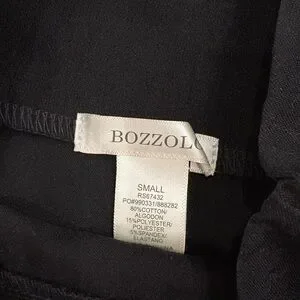 BOZZOLO
SMALL
RS67432
PO#990331/888282
80%COTTON/
ALGODON
15%POLYESTER/
POLIESTER
5%SPANDEX/
ELASTANO